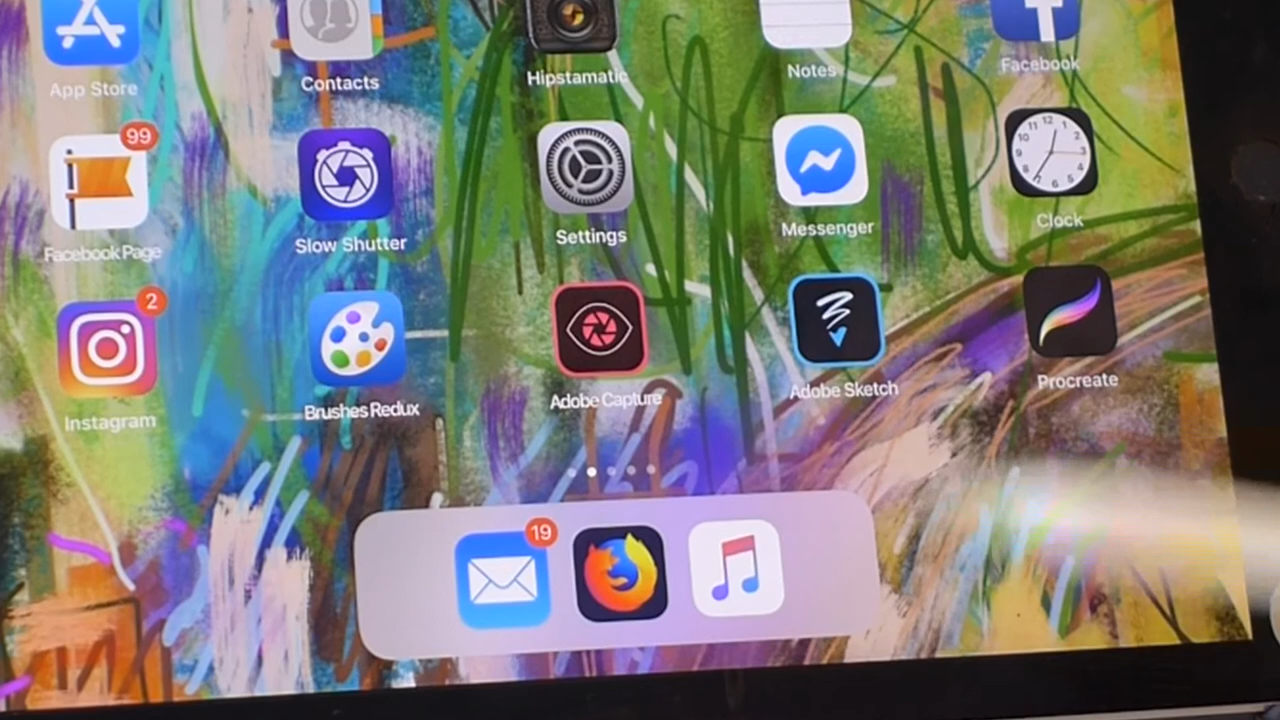 App Store
Contacts
Hipstamatic
Notes
Facebook
99
Facebook Page
Slow Shutter
Settings
Messenger
Clock
2
Instagram
Brushes Redux
Adobe Capture
Adobe Sketch
Procreate
19